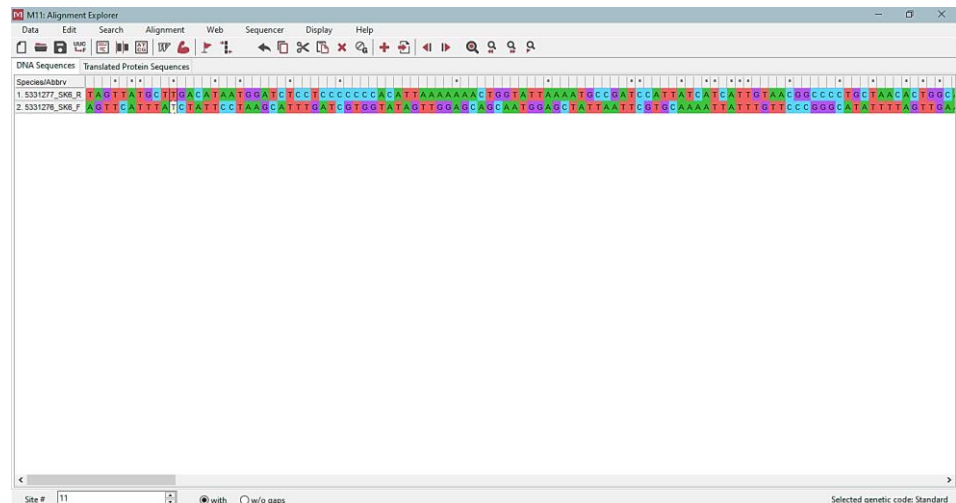 M11: Alignment Explorer
Data Edit Search Alignment Web Sequencer Display Help
DNA Sequences Translated Protein Sequences
Species/Abbrv
1. 5331277_SK6_R TAGTTATGCTTGACATAATGGATCTCCTCCCCCCCCACATTAAAAAAACTGGTATTAAAATGCCGATCCATTATCATCATTGTAACGGCCCCTGCTAACACTGGC
2. 5331276_SK6_F AGTTCATTTATCTATTCCTAAGCATTTGATCGTGGTATAGTTGGAGCAGCAATGGAGCTATTAATTCGTGCAAAATTATTTGTTCCCGGGCATATTTTAGTTGA
Site # 11 with w/o gaps Selected genetic code: Standard